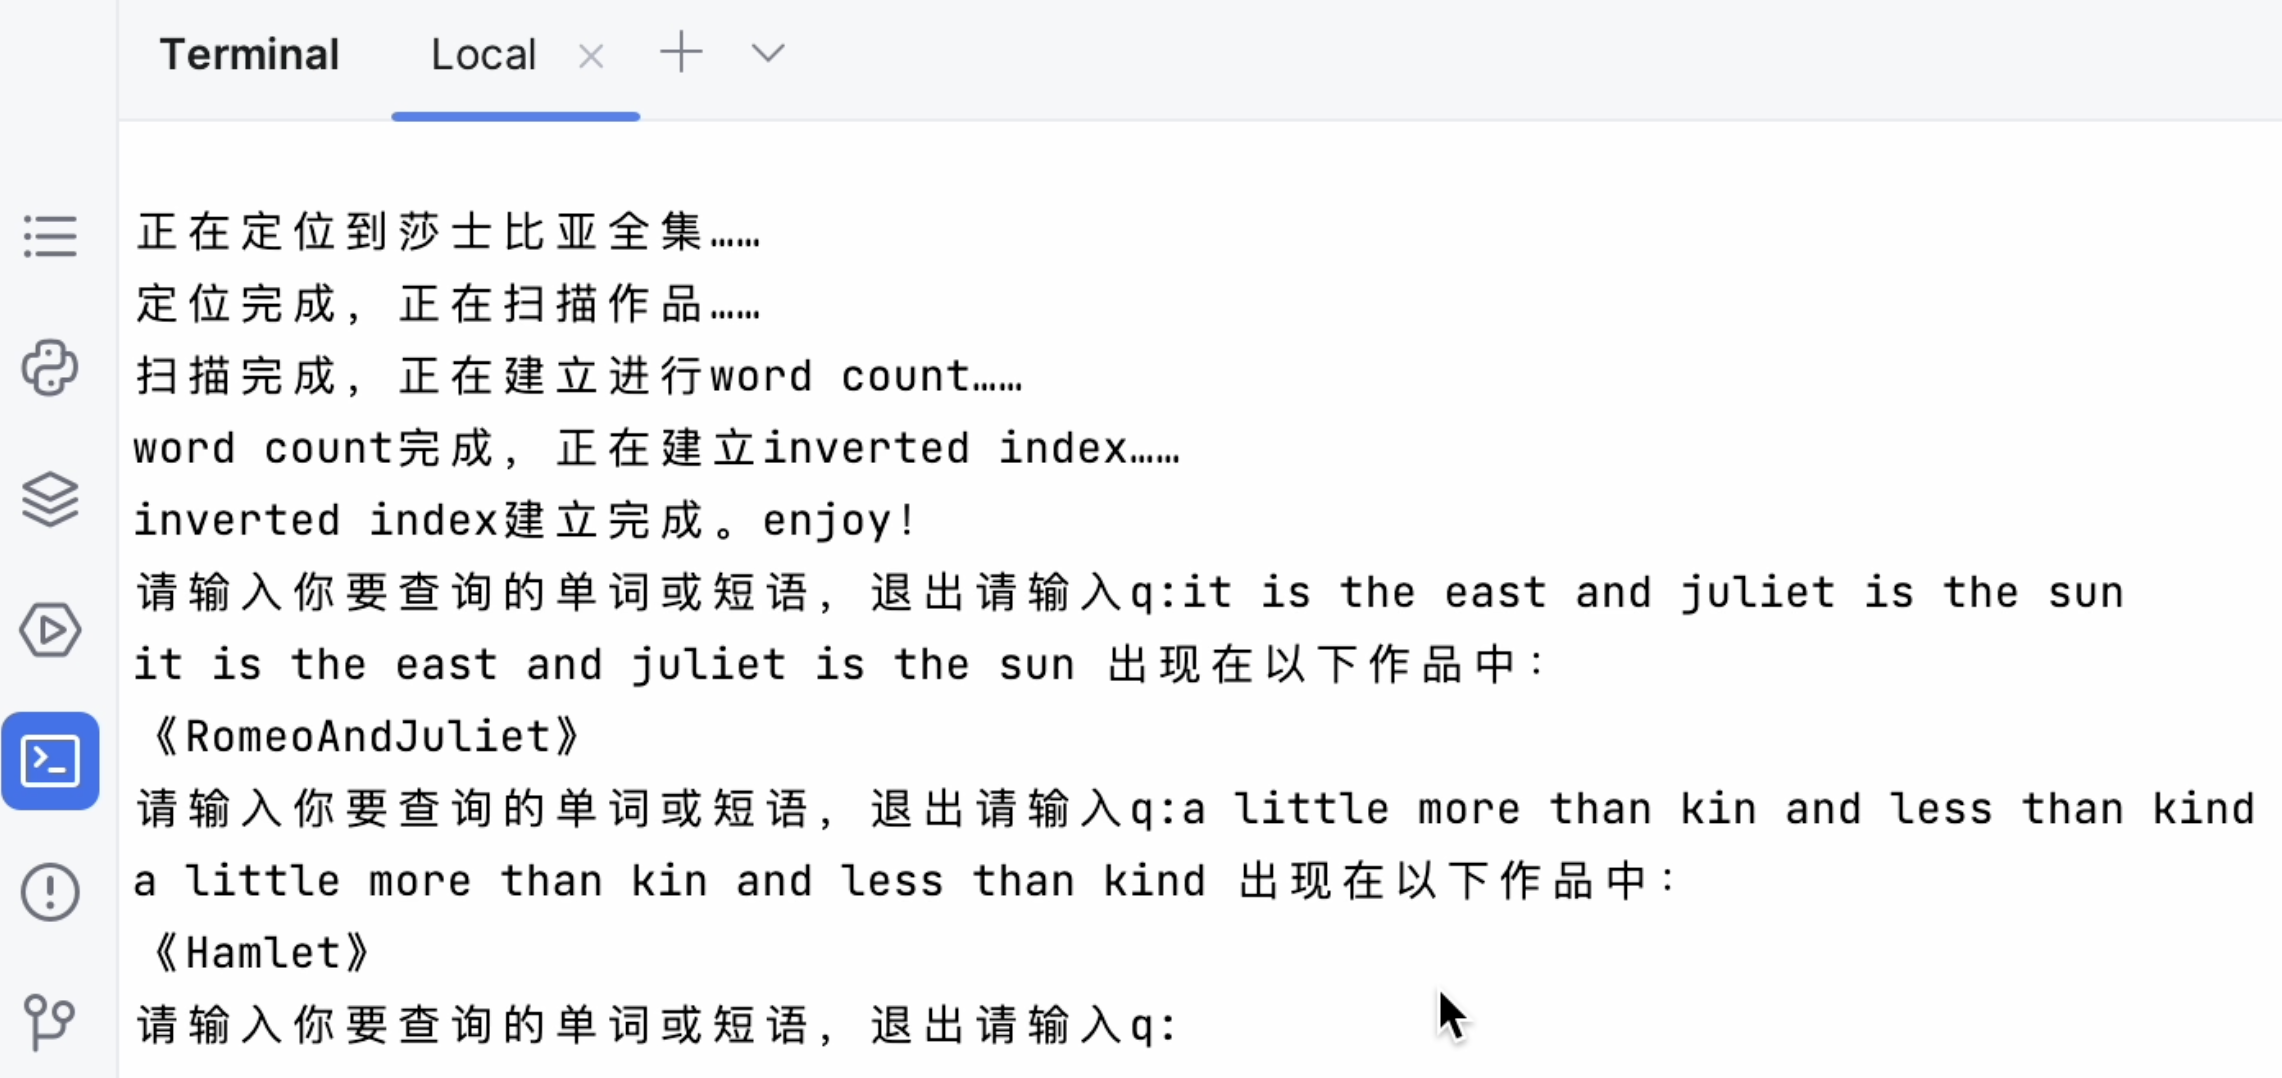 Terminal Local
正在定位到莎士比亚全集……
定位完成，正在扫描作品……
扫描完成，正在建立进行word count……
word count完成，正在建立inverted index……
inverted index建立完成。enjoy!
请输入你要查询的单词或短语，退出请输入q:it is the east and juliet is the sun
it is the east and juliet is the sun 出现在以下作品中：
《RomeoAndJuliet》
请输入你要查询的单词或短语，退出请输入q:a little more than kin and less than kind
a little more than kin and less than kind 出现在以下作品中：
《Hamlet》
请输入你要查询的单词或短语，退出请输入q: